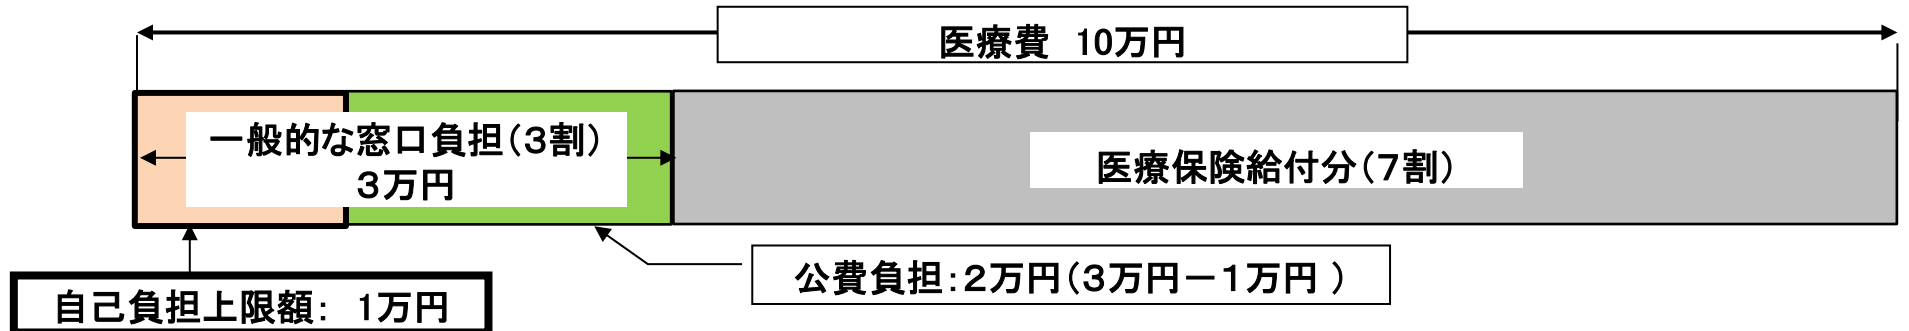 医療費　10万円
一般的な窓口負担（３割）
３万円
医療保険給付分（７割）
公費負担：２万円（３万円－１万円 ）
自己負担上限額： １万円